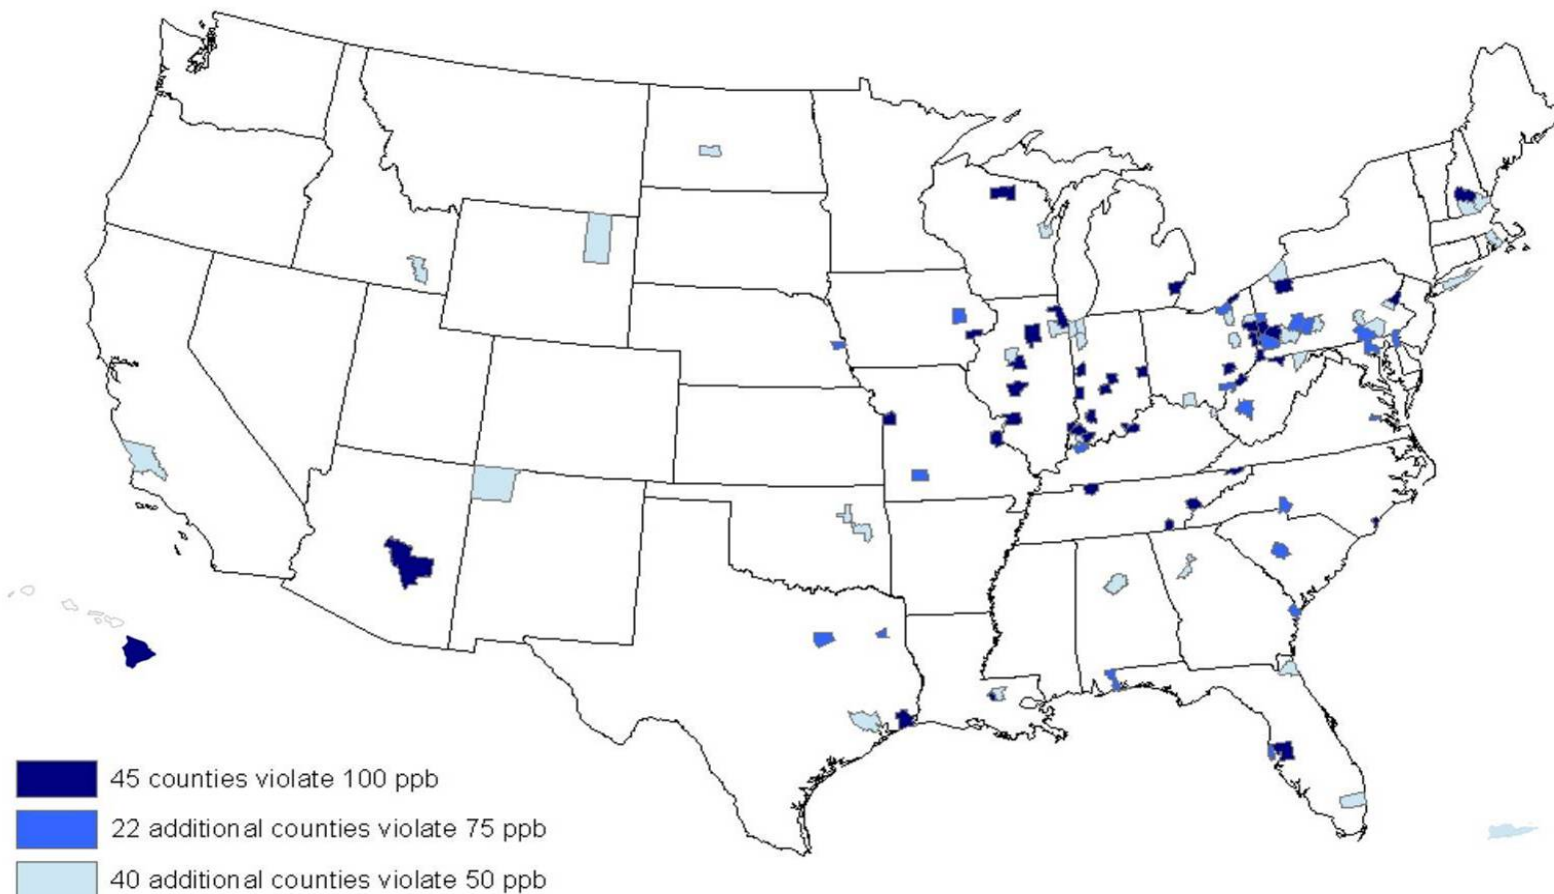 45 counties violate 100 ppb
22 additional counties violate 75 ppb
40 additional counties violate 50 ppb